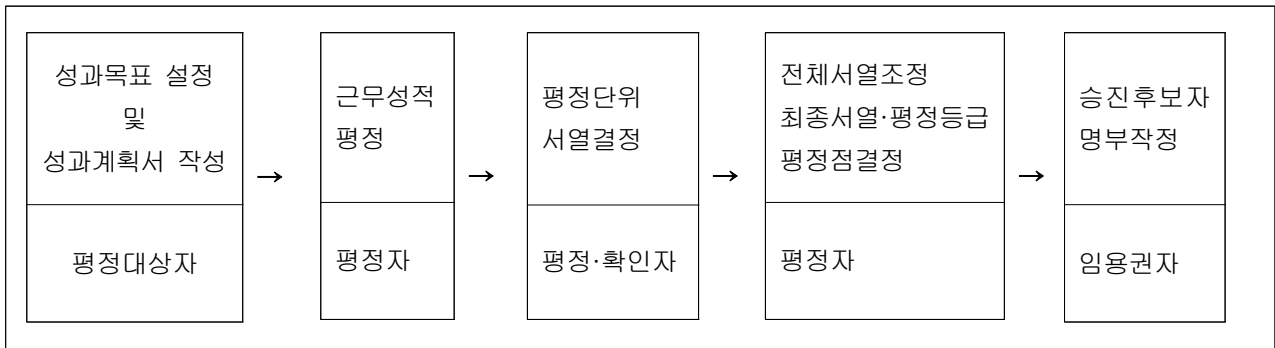 성과목표 설정
및
성과계획서 작성
→
평정대상자
근무성적
평정
→
평정자
평정단위
서열결정
→
평정·확인자
전체서열조정
최종서열·평정등급
평정점결정
→
평정자
승진후보자
명부작정
임용권자